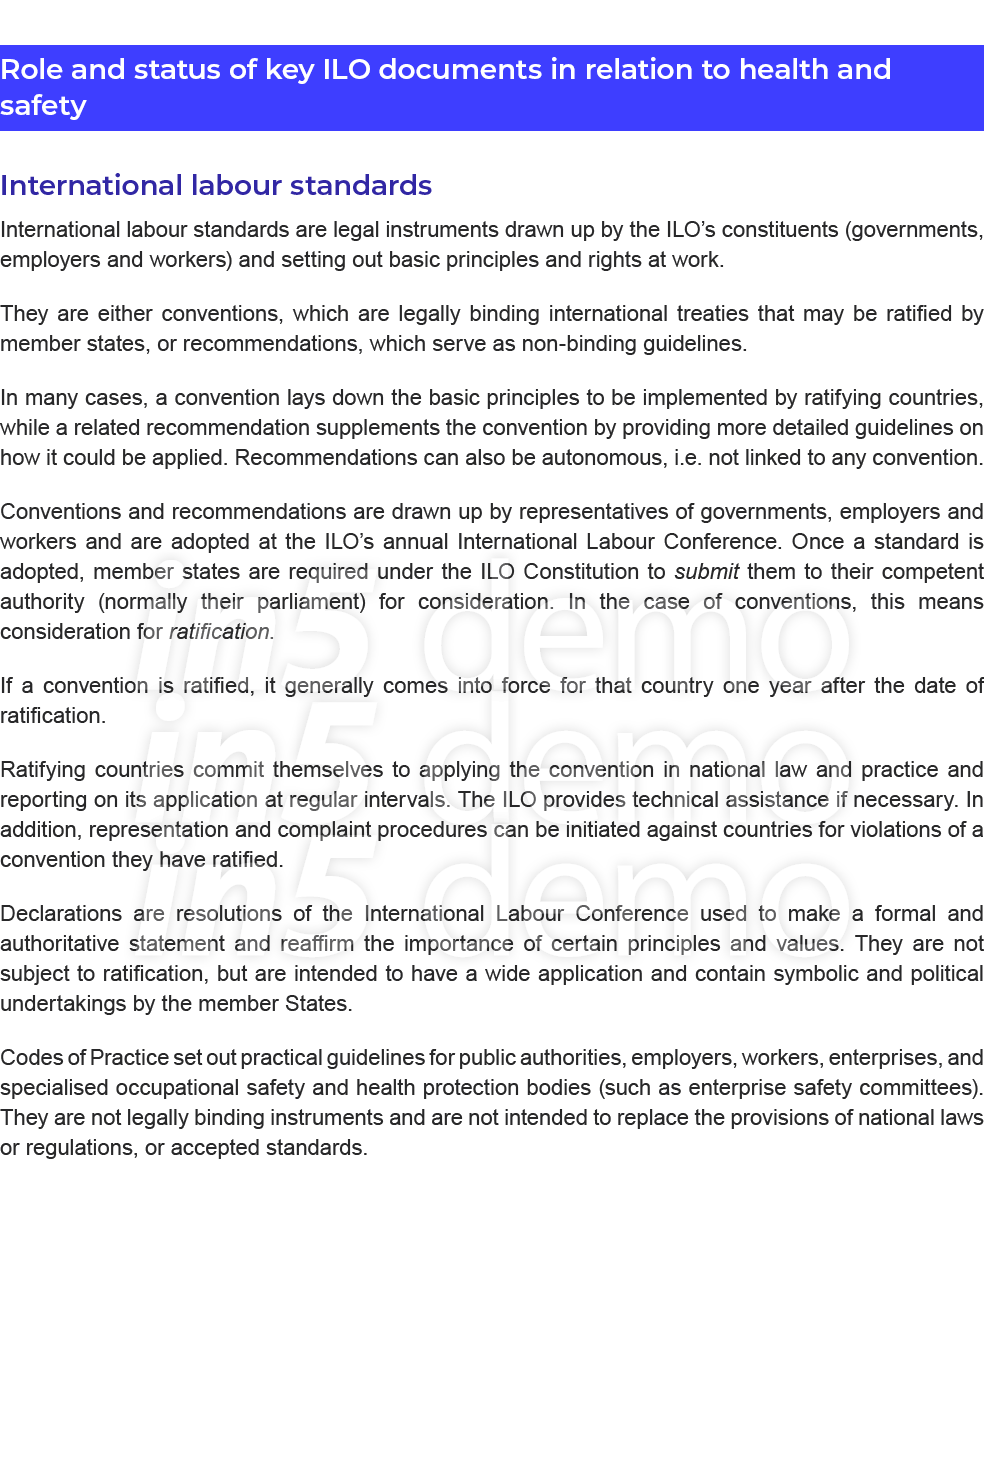 Role and status of key ILO documents in relation to health and
safety
International labour standards
International labour standards are legal instruments drawn up by the ILO’s constituents (governments,
employers and workers) and setting out basic principles and rights at work.
They are either conventions, which are legally binding international treaties that may be ratified by
member states, or recommendations, which serve as non-binding guidelines.
In many cases, a convention lays down the basic principles to be implemented by ratifying countries,
while a related recommendation supplements the convention by providing more detailed guidelines on
how it could be applied. Recommendations can also be autonomous, i.e. not linked to any convention.
Conventions and recommendations are drawn up by representatives of governments, employers and
workers and are adopted at the ILO’s annual International Labour Conference. Once a standard is
adopted, member states are required under the ILO Constitution to submit them to their competent
authority (normally their parliament) for consideration. In the case of conventions, this means
consideration for ratification.
If a convention is ratified, it generally comes into force for that country one year after the date of
ratification.
Ratifying countries commit themselves to applying the convention in national law and practice and
reporting on its application at regular intervals. The ILO provides technical assistance if necessary. In
addition, representation and complaint procedures can be initiated against countries for violations of a
convention they have ratified.
Declarations are resolutions of the International Labour Conference used to make a formal and
authoritative statement and reaffirm the importance of certain principles and values. They are not
subject to ratification, but are intended to have a wide application and contain symbolic and political
undertakings by the member States.
Codes of Practice set out practical guidelines for public authorities, employers, workers, enterprises, and
specialised occupational safety and health protection bodies (such as enterprise safety committees).
They are not legally binding instruments and are not intended to replace the provisions of national laws
or regulations, or accepted standards.
in5 demo
in5 demo
in5 demo